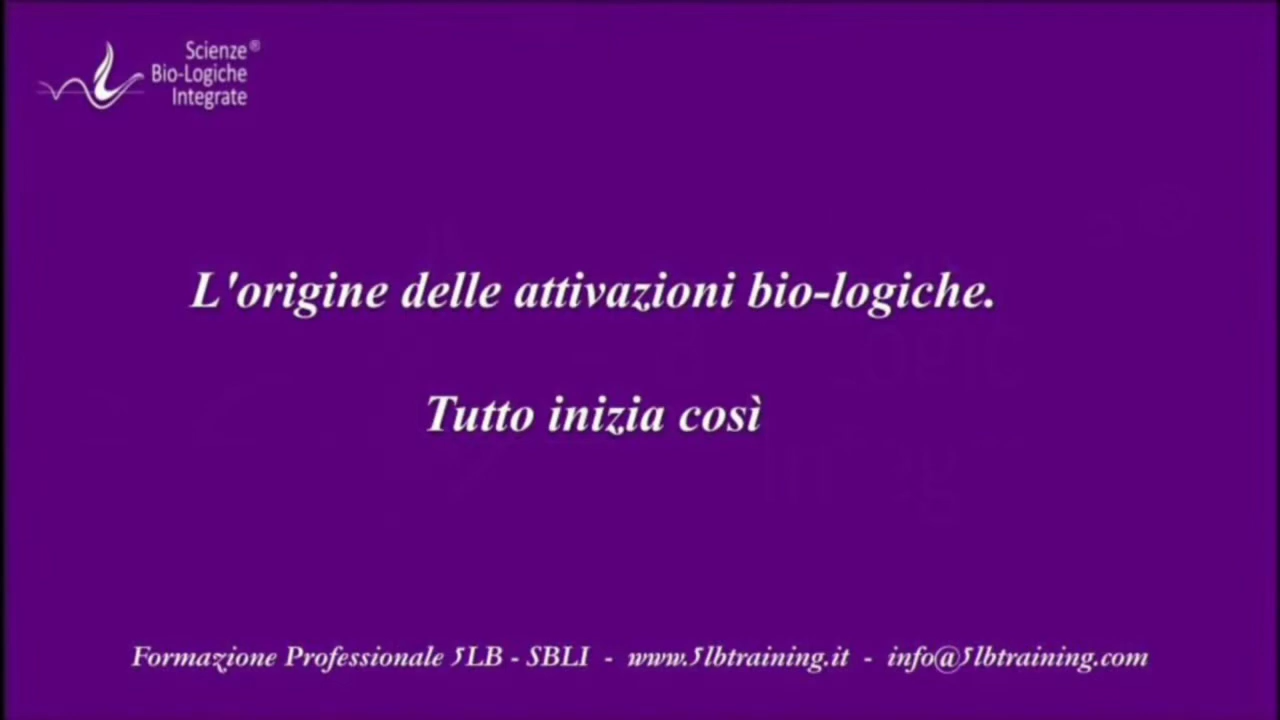 Scienze®
Bio-Logiche
Integrate
L'origine delle attivazioni bio-logiche.
Tutto inizia così
Formazione Professionale 5LB - SBLI - www.5lbtraining.it - info@5lbtraining.com